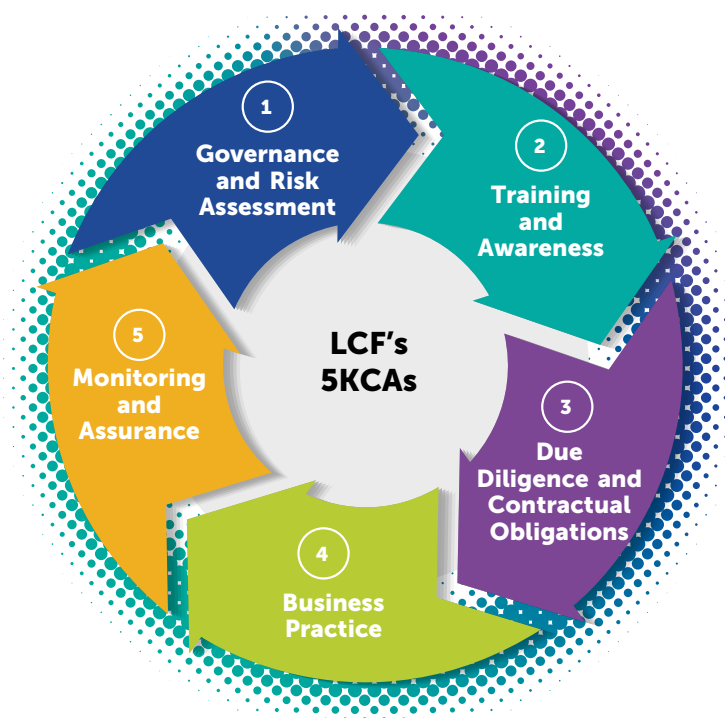 1
Governance
and Risk
Assessment
2
Training
and
Awareness
3
Due
Diligence and
Contractual
Obligations
4
Business
Practice
5
Monitoring
and
Assurance
LCF's
5KCAs